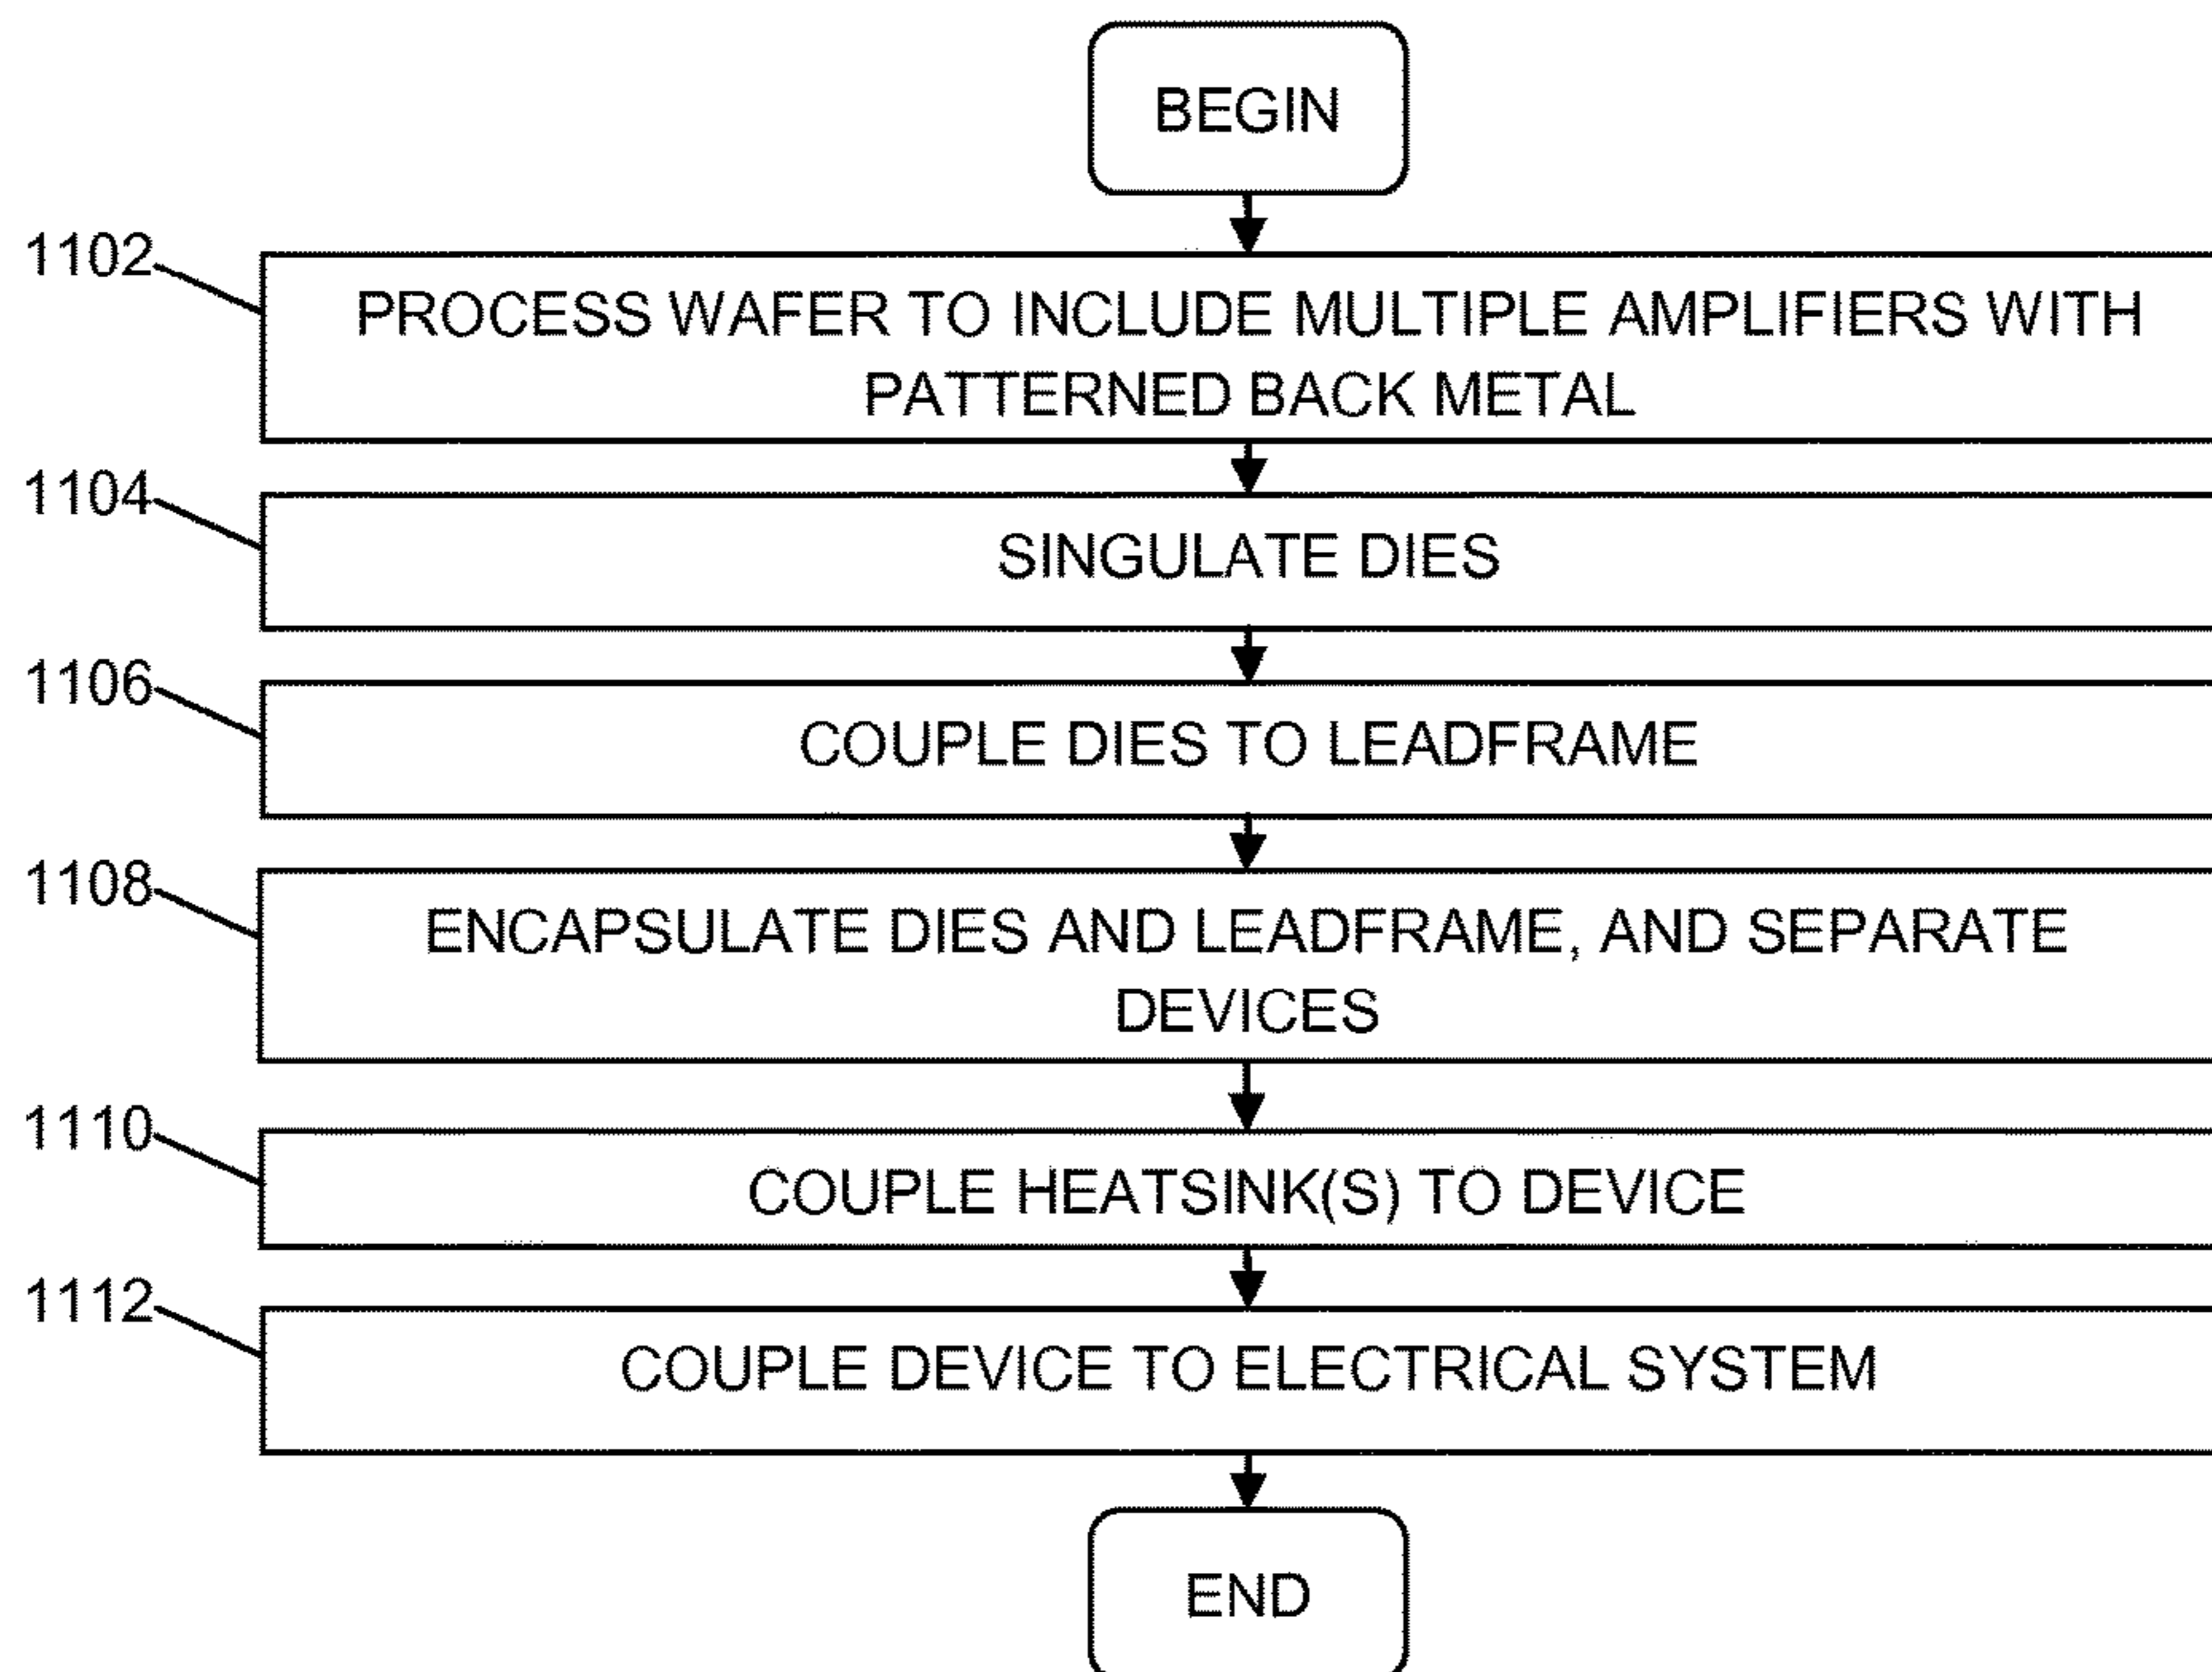 BEGIN
1102
PROCESS WAFER TO INCLUDE MULTIPLE AMPLIFIERS WITH
PATTERNED BACK METAL
1104
SINGULATE DIES
1106
COUPLE DIES TO LEADFRAME
1108
ENCAPSULATE DIES AND LEADFRAME, AND SEPARATE
DEVICES
1110
COUPLE HEATSINK(S) TO DEVICE
1112
COUPLE DEVICE TO ELECTRICAL SYSTEM
END